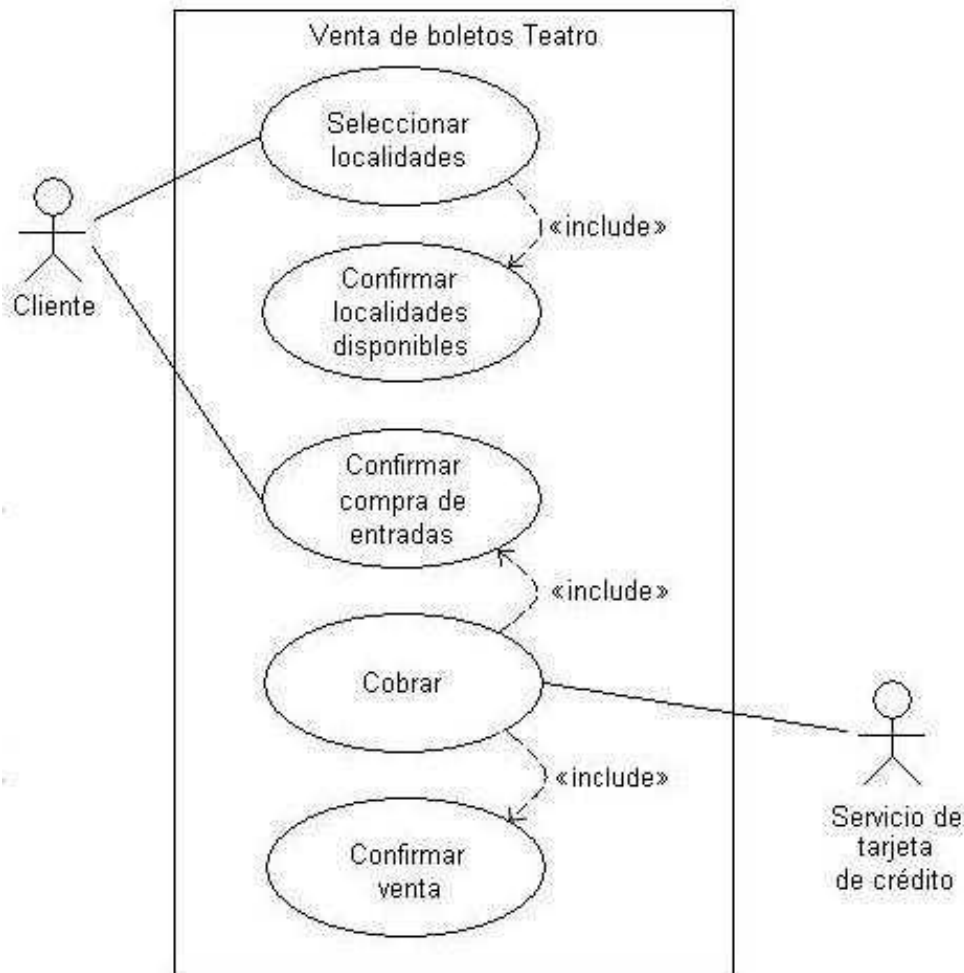 Venta de boletos Teatro
Seleccionar
localidades
«include»
Cliente
Confirmar
localidades
disponibles
Confirmar
compra de
entradas
«include»
Cobrar
«include»
Servicio de
tarjeta
de crédito
Confirmar
venta